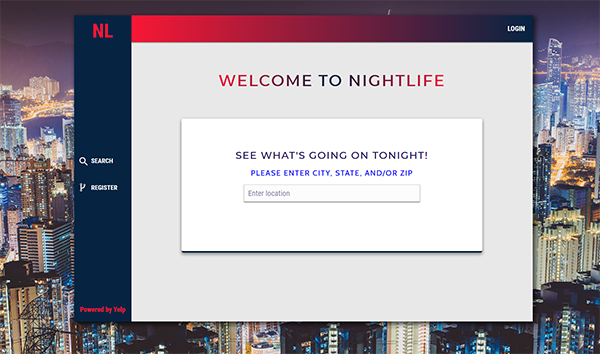 NL
LOGIN
WELCOME TO NIGHTLIFE
SEE WHAT'S GOING ON TONIGHT!
PLEASE ENTER CITY, STATE, AND/OR ZIP
Enter location
SEARCH
REGISTER
Powered by Yelp